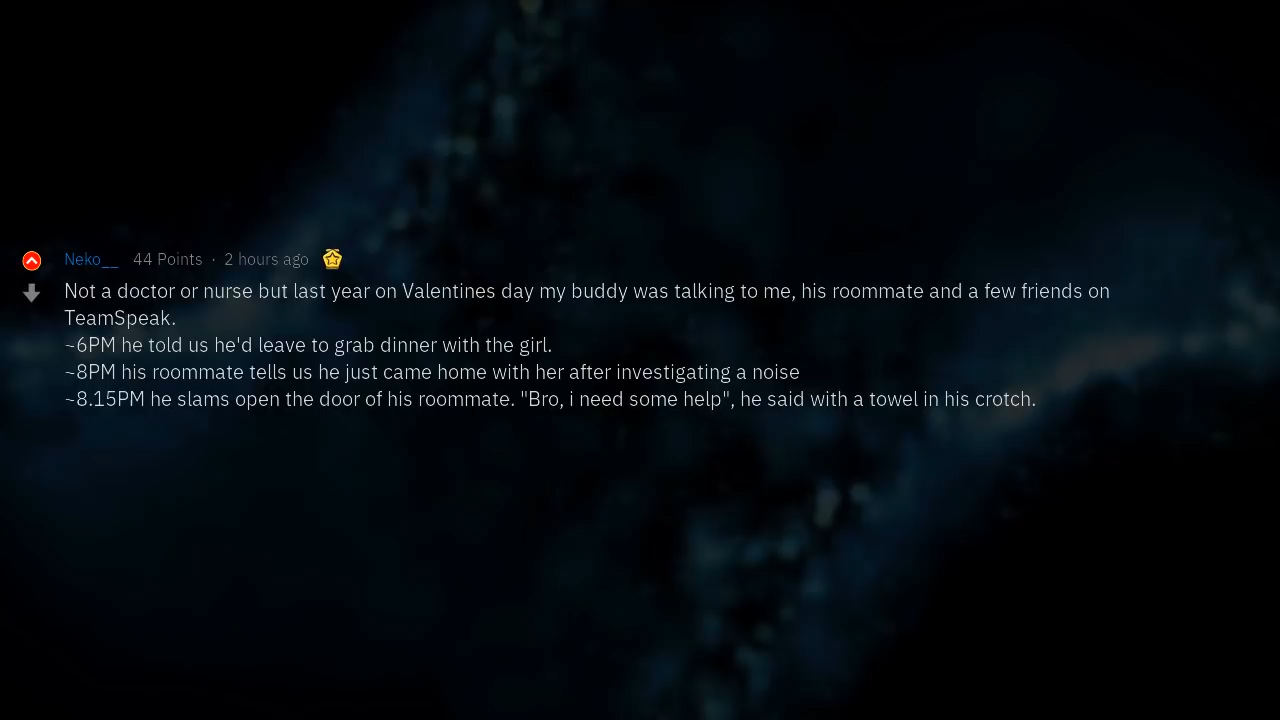 Neko__ 44 Points · 2 hours ago
Not a doctor or nurse but last year on Valentines day my buddy was talking to me, his roommate and a few friends on
TeamSpeak.
~6PM he told us he'd leave to grab dinner with the girl.
~8PM his roommate tells us he just came home with her after investigating a noise
~8.15PM he slams open the door of his roommate. "Bro, i need some help", he said with a towel in his crotch.